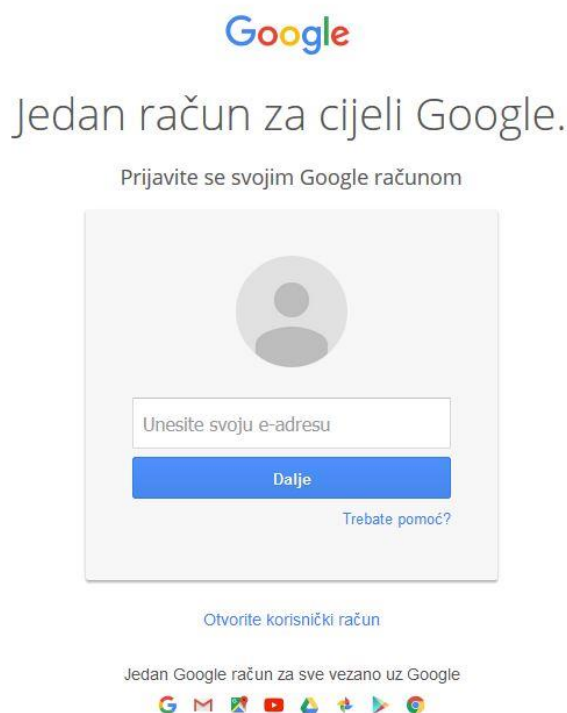 Google
Jedan račun za cijeli Google.
Prijavite se svojim Google računom
Unesite svoju e-adresu
Dalje
Trebate pomoć?
Otvorite korisnički račun
Jedan Google račun za sve vezano uz Google